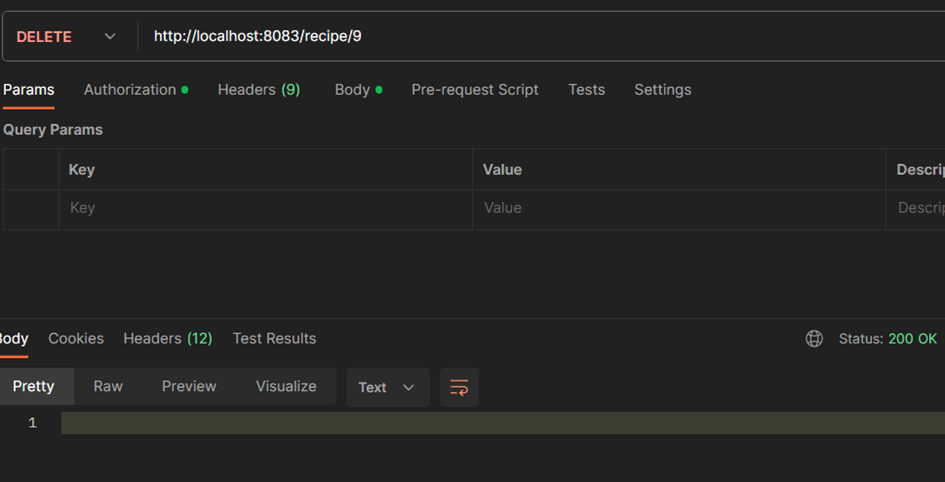 DELETE http://localhost:8083/recipe/9
Params Authorization Headers (9) Body Pre-request Script Tests Settings
Query Params
Key Value Descrip
Key Value Descrip
Body Cookies Headers (12) Test Results Status: 200 OK
Pretty Raw Preview Visualize Text
1